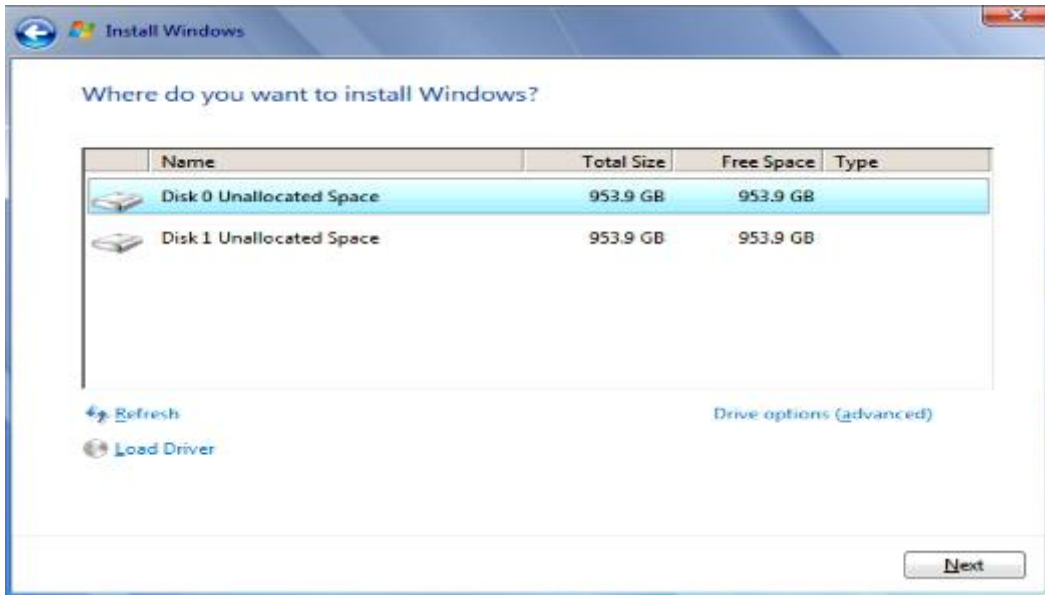 Install Windows
Where do you want to install Windows?
Name Total Size Free Space Type
Disk 0 Unallocated Space 953.9 GB 953.9 GB
Disk 1 Unallocated Space 953.9 GB 953.9 GB
Refresh Drive options (advanced)
Load Driver
Next